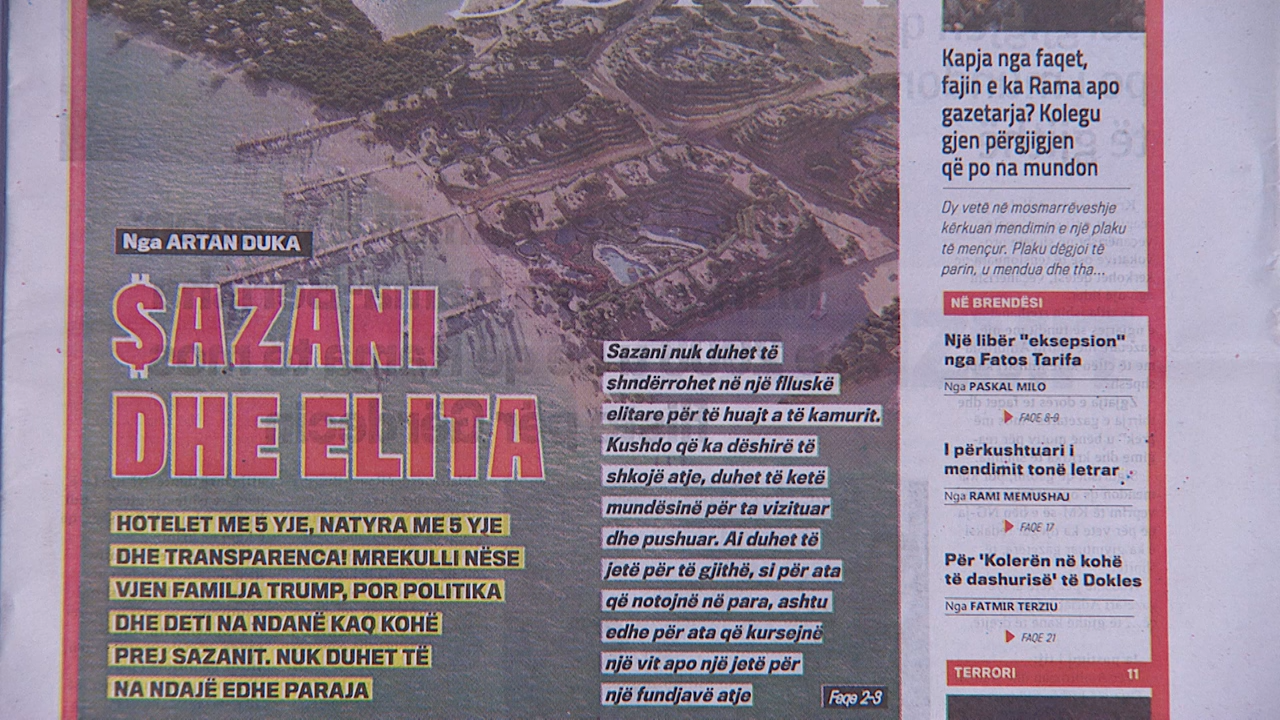 Nga ARTAN DUKA
$AZANI
DHE ELITA
HOTELET ME 5 YJE, NATYRA ME 5 YJE
DHE TRANSPARENCA! MREKULLI NËSE
VJEN FAMILJA TRUMP, POR POLITIKA
DHE DETI NA NDANË KAQ KOHË
PREJ SAZANIT. NUK DUHET TË
NA NDAJË EDHE PARAJA
Sazani nuk duhet të
shndërrohet në një flluskë
elitare për të huajt a të kamurit.
Kushdo që ka dëshirë të
shkojë atje, duhet të ketë
mundësinë për ta vizituar
dhe pushuar. Ai duhet të
jetë për të gjithë, si për ata
që notojnë në para, ashtu
edhe për ata që kursejnë
një vit apo një jetë për
një fundjavë atje
Faqe 2-3
Kapja nga faqet,
fajin e ka Rama apo
gazetarja? Kolegu
gjen përgjigjen
që po na mundon
Dy vetë në mosmarrëveshje
kërkuan mendimin e një plaku
të mençur. Plaku dëgjoi të
parin, u mendua dhe tha...
NË BRENDËSI
Një libër "eksepsion"
nga Fatos Tarifa
Nga PASKAL MILO
FAQE 8-9
I përkushtuari i
mendimit tonë letrar
Nga RAMI MEMUSHAJ
FAQE 17
Për 'Kolerën në kohë
të dashurisë' të Dokles
Nga FATMIR TERZIU
FAQE 21
TERRORI 11